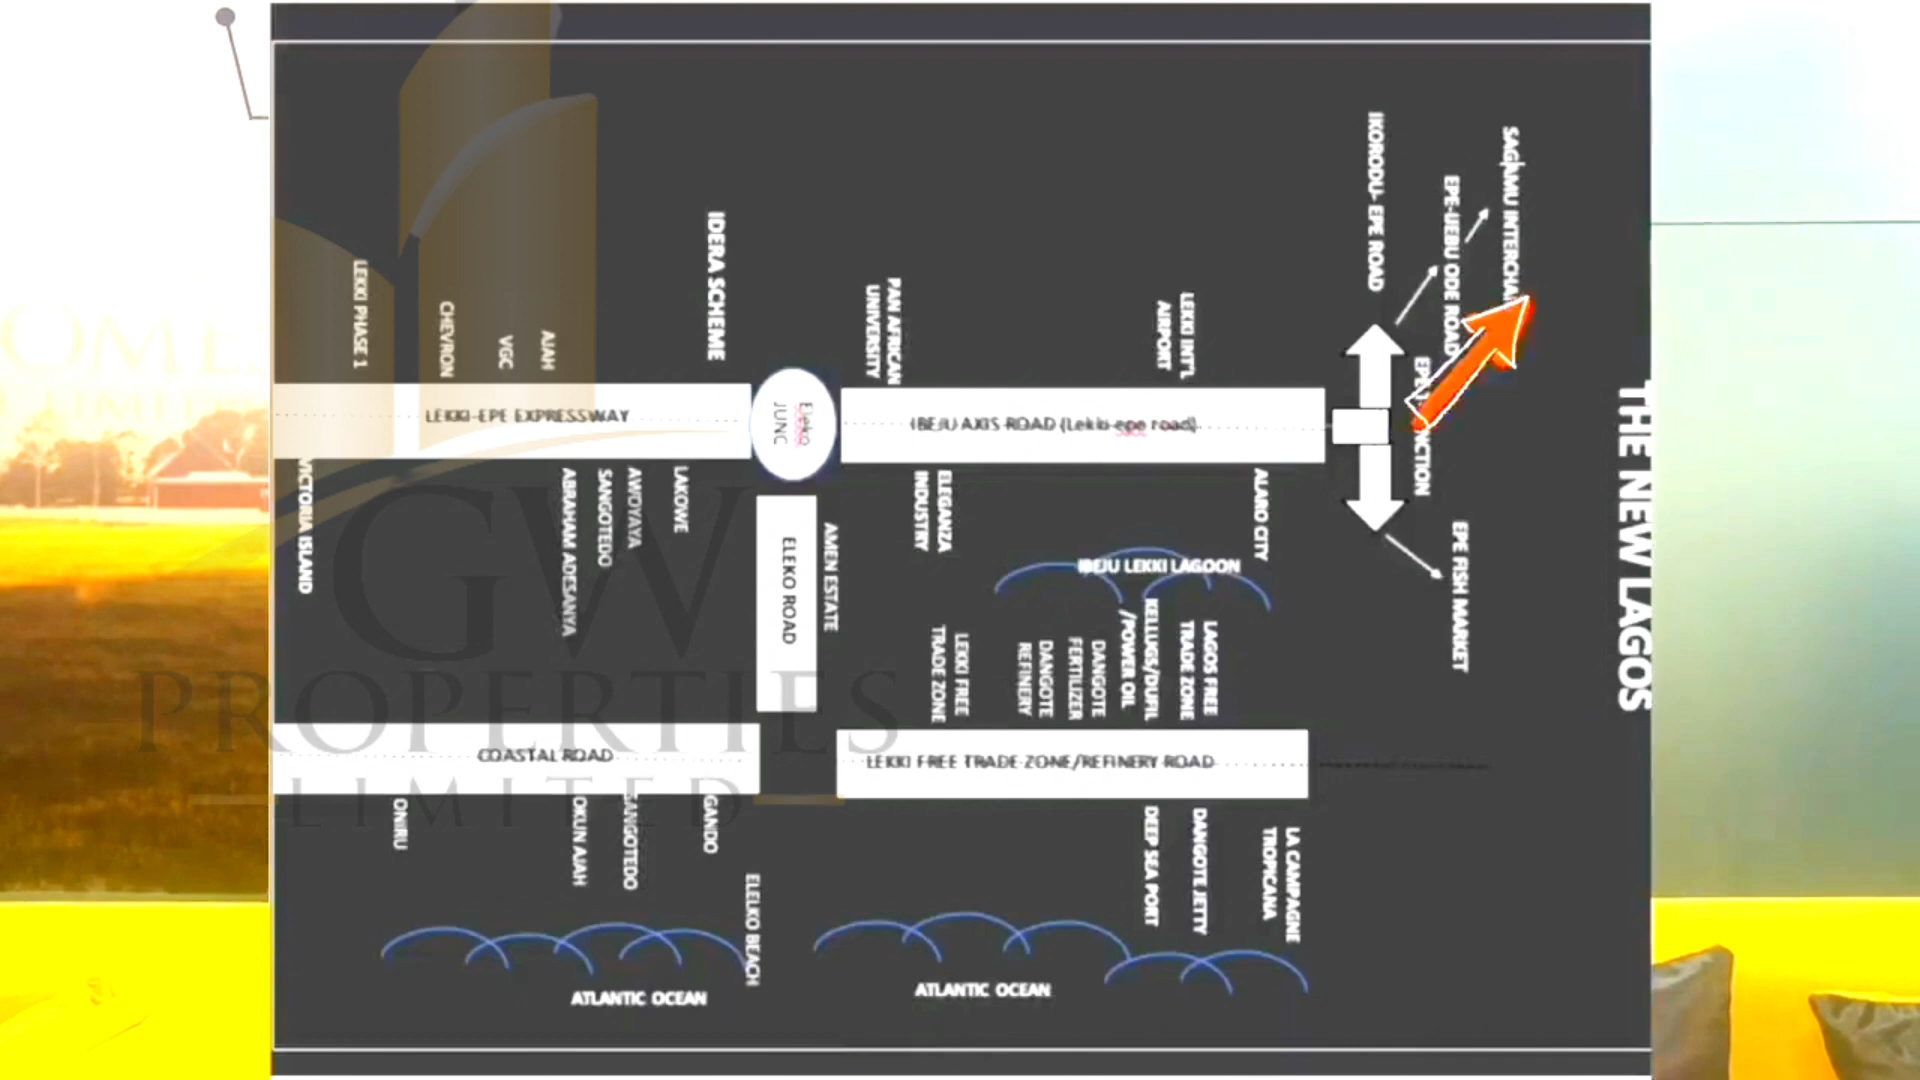 THE NEW LAGOS
IKORODU- EPE ROAD
EPE-IJEBU ODE ROAD
EPE FISH MARKET
LEKKI PHASE 1
CHEVRON
VGC
AJAH
IDERA SCHEME
PAN AFRICAN
UNIVERSITY
LEKKI INT'L
AIRPORT
LEKKI-EPE EXPRESSWAY
Eleko
JUNC
IBEJU AXIS ROAD (Lekki-epe road)
VICTORIA ISLAND
ABRAHAM ADESANYA
SANGOTEDO
AWOYAYA
LAKOWE
ELEKO ROAD
AMEN ESTATE
ELEGANZA
INDUSTRY
ALARO CITY
IBEJU LEKKI LAGOON
LEKKI FREE
TRADE ZONE
DANGOTE
REFINERY
DANGOTE
FERTILIZER
KELLUGS/DUFIL
/POWER OIL
LAGOS FREE
TRADE ZONE
COASTAL ROAD
LEKKI FREE TRADE ZONE/REFINERY ROAD
ONIRU
OKUN AJAH
SANGOTEDO
GANDO
ELELKO BEACH
DEEP SEA PORT
DANGOTE JETTY
LA CAMPAGNE
TROPICANA
ATLANTIC OCEAN
ATLANTIC OCEAN
GW
PROPERTIES
LIMITED